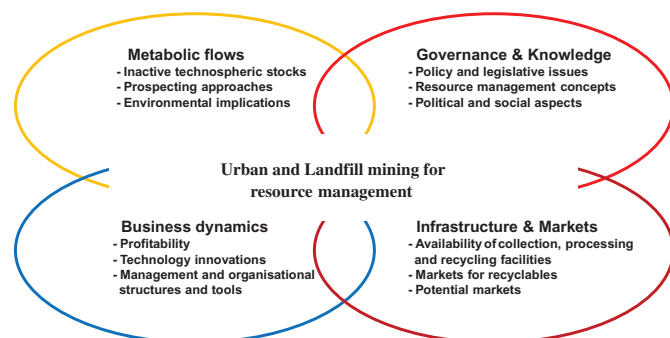 Metabolic flows
- Inactive technospheric stocks
- Prospecting approaches
- Environmental implications
Governance & Knowledge
- Policy and legislative issues
- Resource management concepts
- Political and social aspects
Urban and Landfill mining for
resource management
Business dynamics
- Profitability
- Technology innovations
- Management and organisational
structures and tools
Infrastructure & Markets
- Availability of collection, processing
and recycling facilities
- Markets for recyclables
- Potential markets